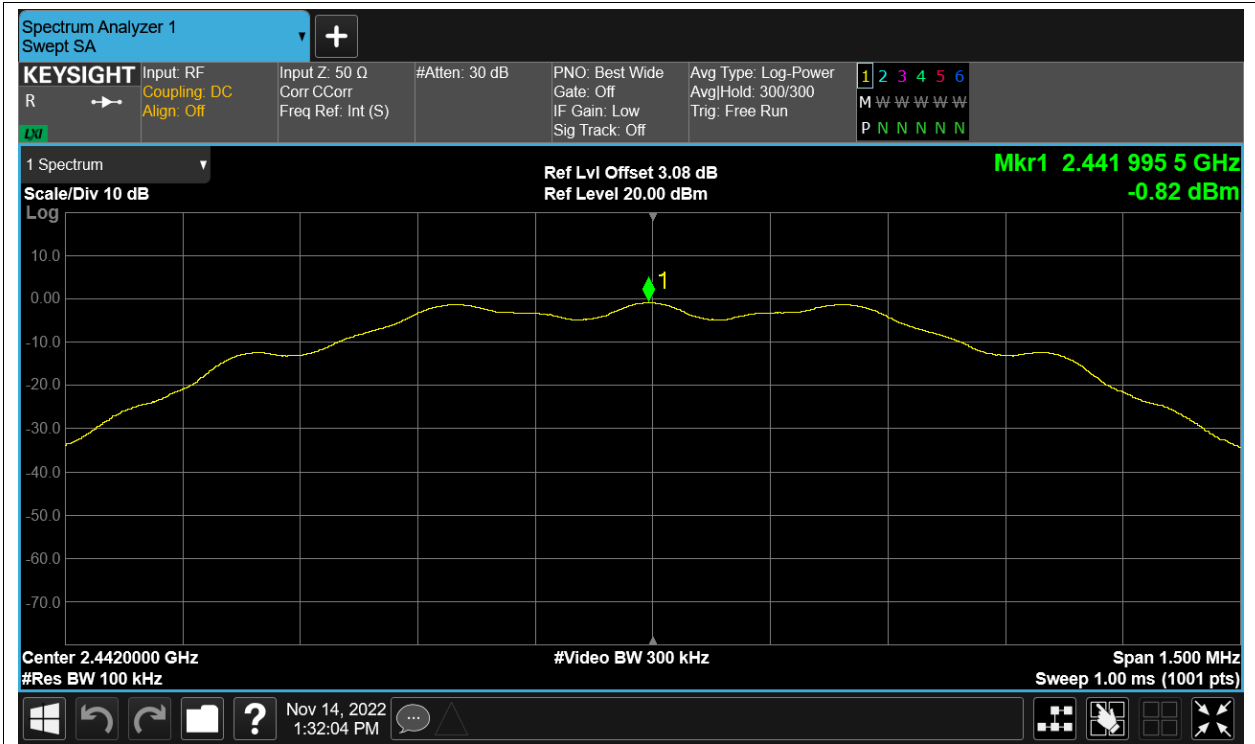 Spectrum Analyzer 1
Swept SA
KEYSIGHT
R
LXI
Input: RF
Coupling: DC
Align: Off
Input Z: 50 Ω
Corr CCorr
Freq Ref: Int (S)
#Atten: 30 dB
PNO: Best Wide
Gate: Off
IF Gain: Low
Sig Track: Off
Avg Type: Log-Power
Avg|Hold: 300/300
Trig: Free Run
1 2 3 4 5 6
M W W W W W
P N N N N N
1 Spectrum
Scale/Div 10 dB
Log
Ref Lvl Offset 3.08 dB
Ref Level 20.00 dBm
Mkr1 2.441 995 5 GHz
-0.82 dBm
1
10.0
0.00
-10.0
-20.0
-30.0
-40.0
-50.0
-60.0
-70.0
Center 2.4420000 GHz
#Video BW 300 kHz
Span 1.500 MHz
#Res BW 100 kHz
Sweep 1.00 ms (1001 pts)
?
Nov 14, 2022
1:32:04 PM